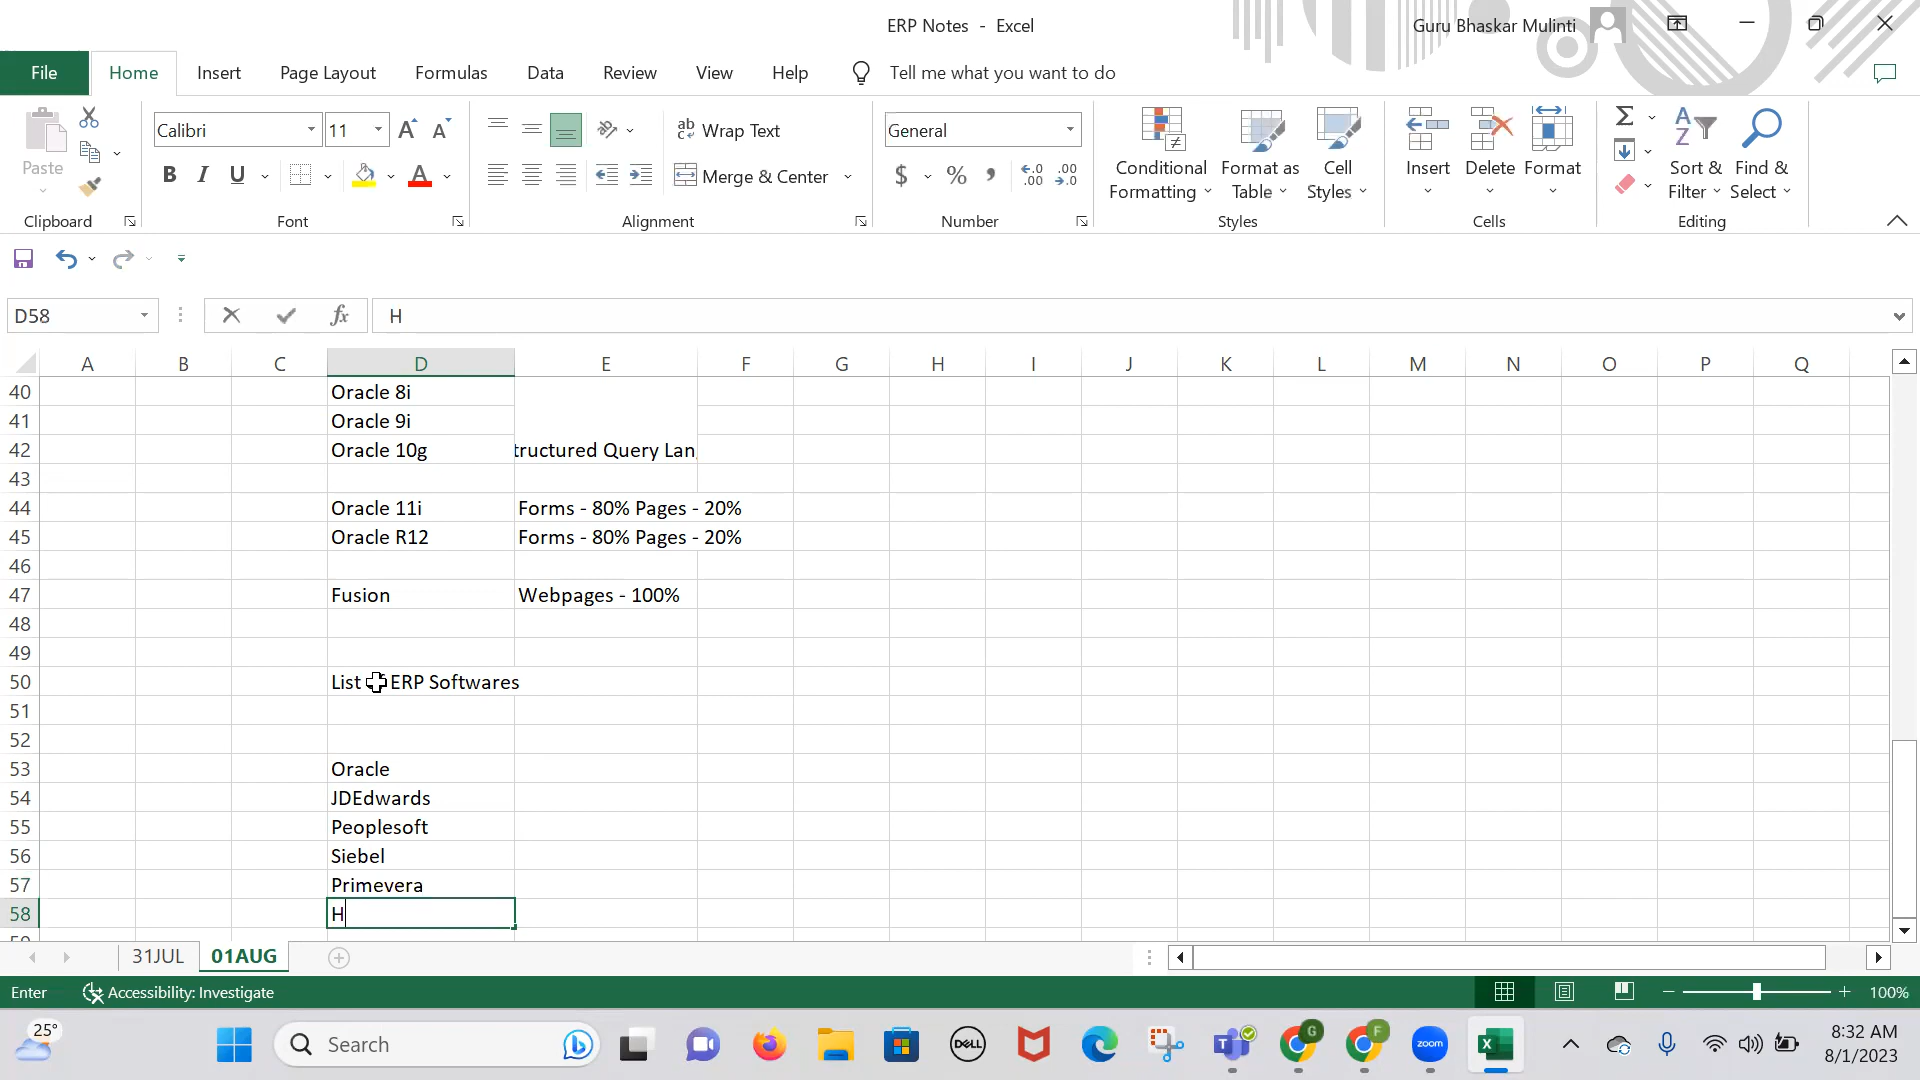 ERP Notes - Excel
Guru Bhaskar Mulinti
File Home Insert Page Layout Formulas Data Review View Help Tell me what you want to do
Paste
Clipboard
Calibri 11
B I U
Font
ab Wrap Text
Merge & Center
Alignment
General
$ % ,
Number
Conditional Formatting
Format as Table
Cell Styles
Styles
Insert Delete Format
Cells
Sort & Filter
Find & Select
Editing
D58 fx H
A B C D E F G H I J K L M N O P Q
40 Oracle 8i
41 Oracle 9i
42 Oracle 10g tructured Query Lan
43
44 Oracle 11i Forms - 80% Pages - 20%
45 Oracle R12 Forms - 80% Pages - 20%
46
47 Fusion Webpages - 100%
48
49
50 List ERP Softwares
51
52
53 Oracle
54 JDEdwards
55 Peoplesoft
56 Siebel
57 Primevera
58 H
31JUL 01AUG
Enter Accessibility: Investigate 100%
25°
Search
DELL
zoom
8:32 AM
8/1/2023